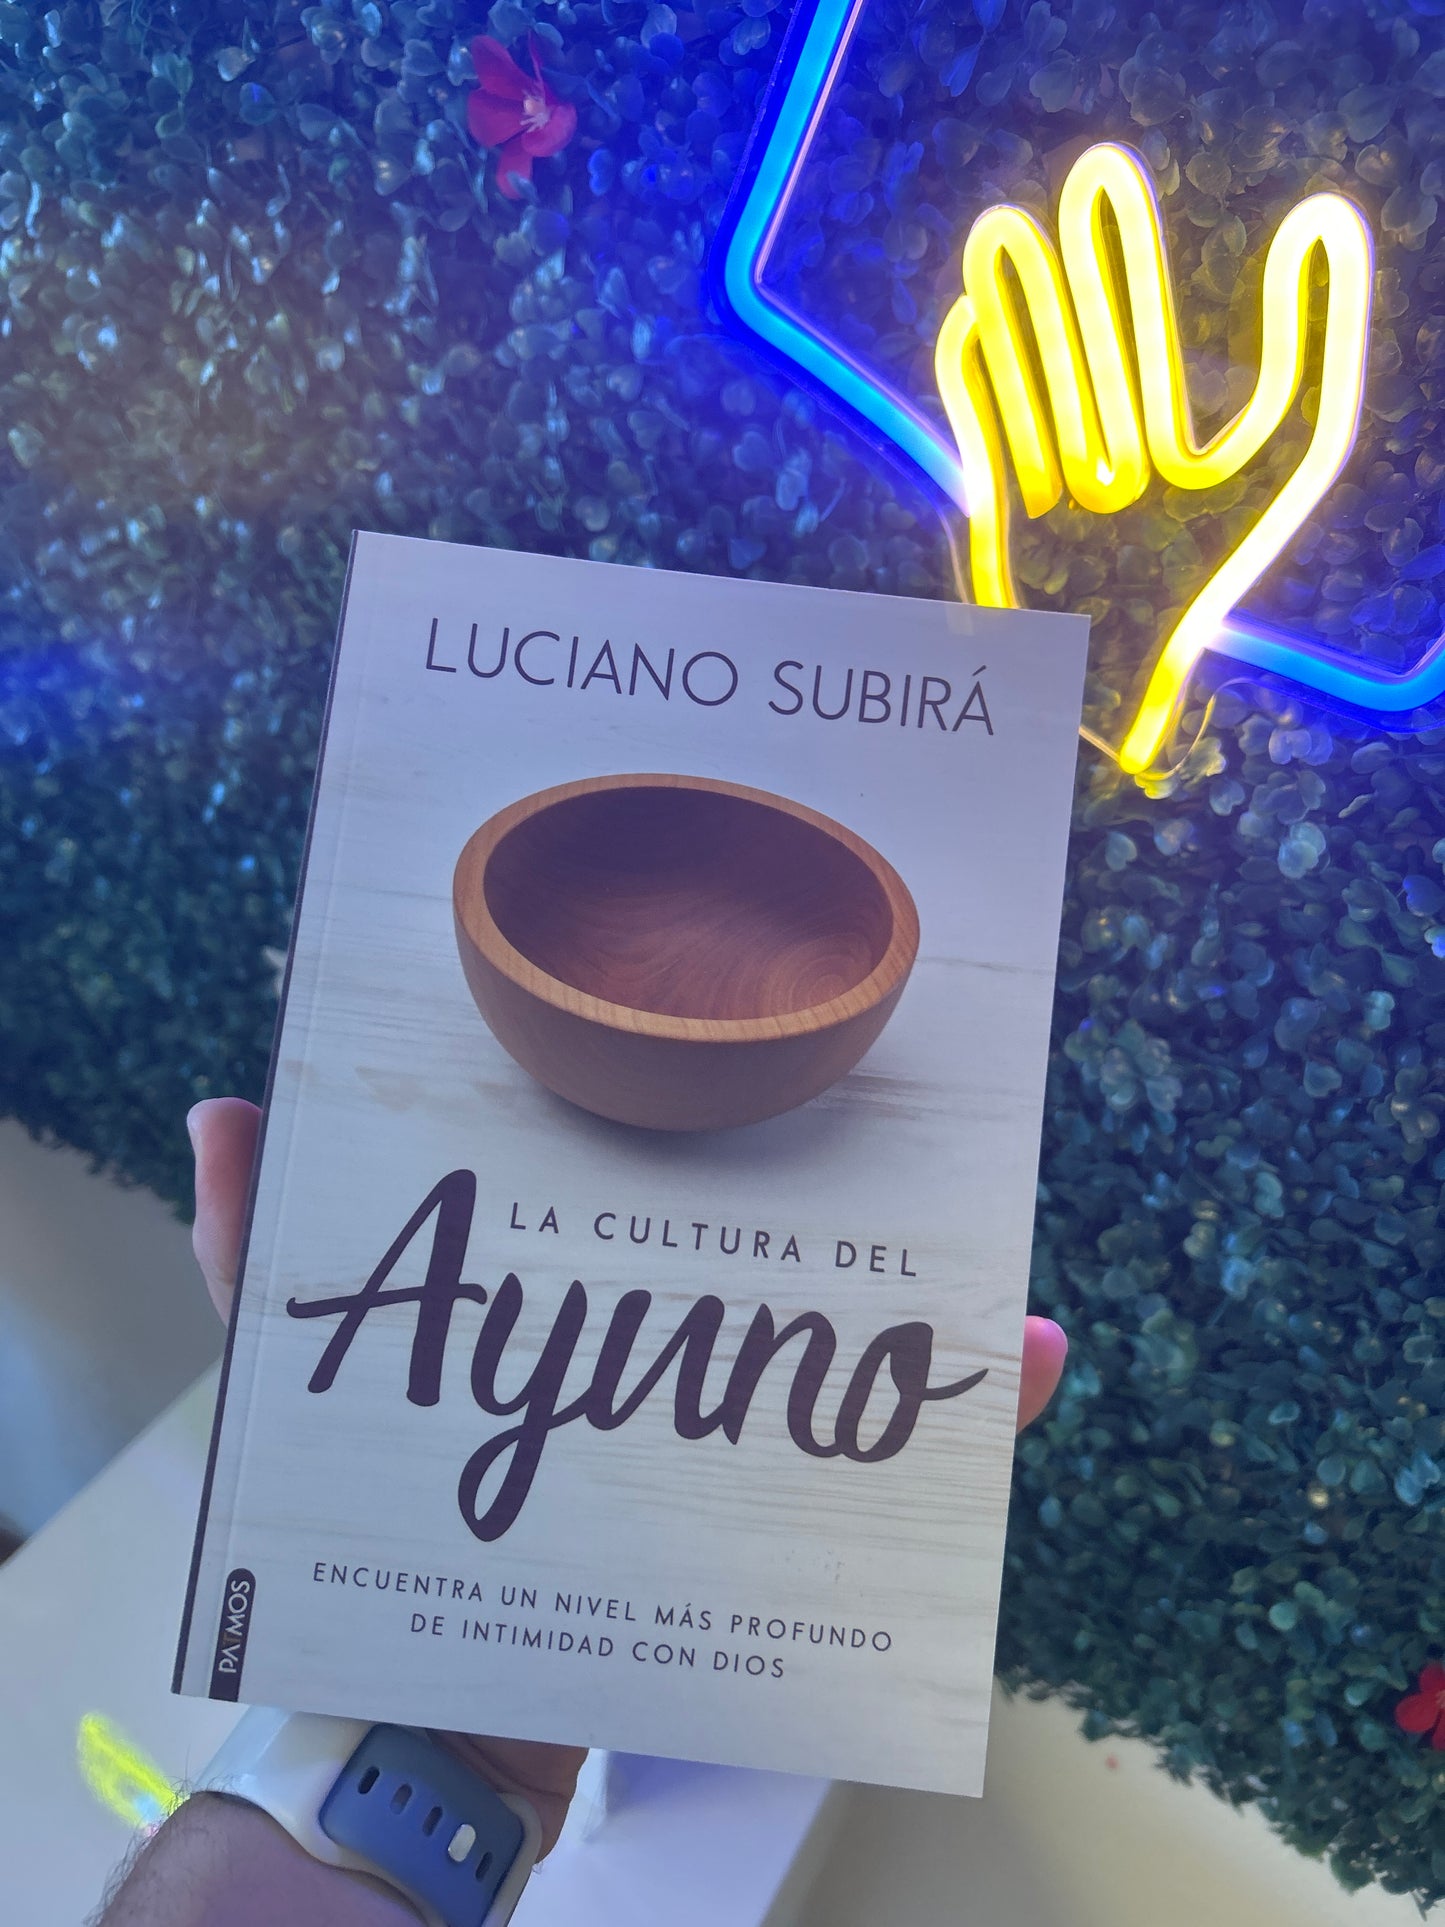 LUCIANO SUBIRÁ
LA CULTURA DEL
Ayuno
ENCUENTRA UN NIVEL MÁS PROFUNDO
DE INTIMIDAD CON DIOS
PATMOS